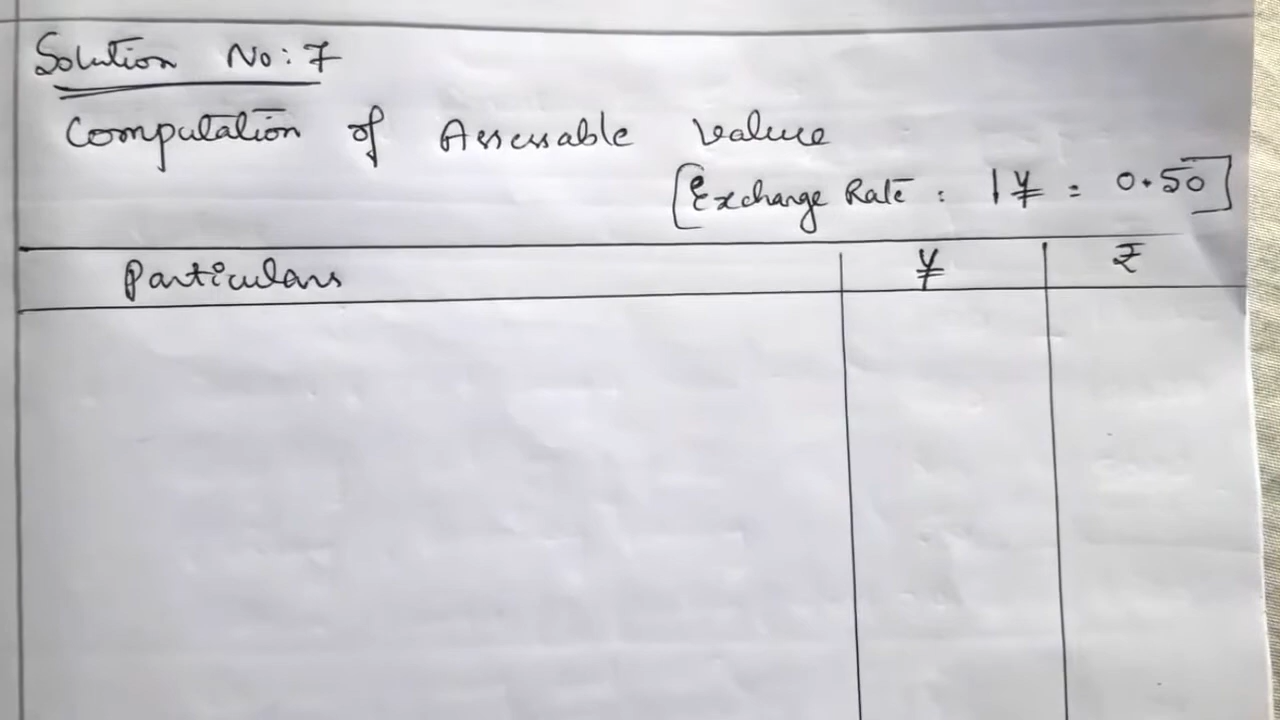 Solution No: 7
Computation of Assessable Value
[Exchange Rate: 1 ¥ = 0.50]
Particulars ¥ ₹